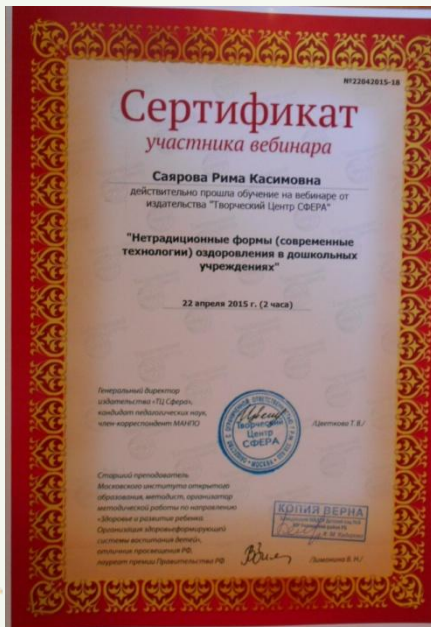 №22042015-18
Сертификат
участника вебинара
Саярова Рима Касимовна
действительно прошла обучение на вебинаре от
издательства "Творческий Центр СФЕРА"
"Нетрадиционные формы (современные
технологии) оздоровления в дошкольных
учреждениях"
22 апреля 2015 г. (2 часа)
Генеральный директор
издательства «ТЦ Сфера»,
кандидат педагогических наук,
член корреспондент МАНПО
Творческий
Центр
СФЕРА
/Цветкова Т.В./
Старший преподаватель
Московского института открытого
образования, методист, организатор
методической работы по направлению
«Здоровье и развитие ребенка.
Организация здоровьеформирующей
системы воспитания детей»,
отличник просвещения РФ,
лауреат премии Правительства РФ
КОПИЯ ВЕРНА